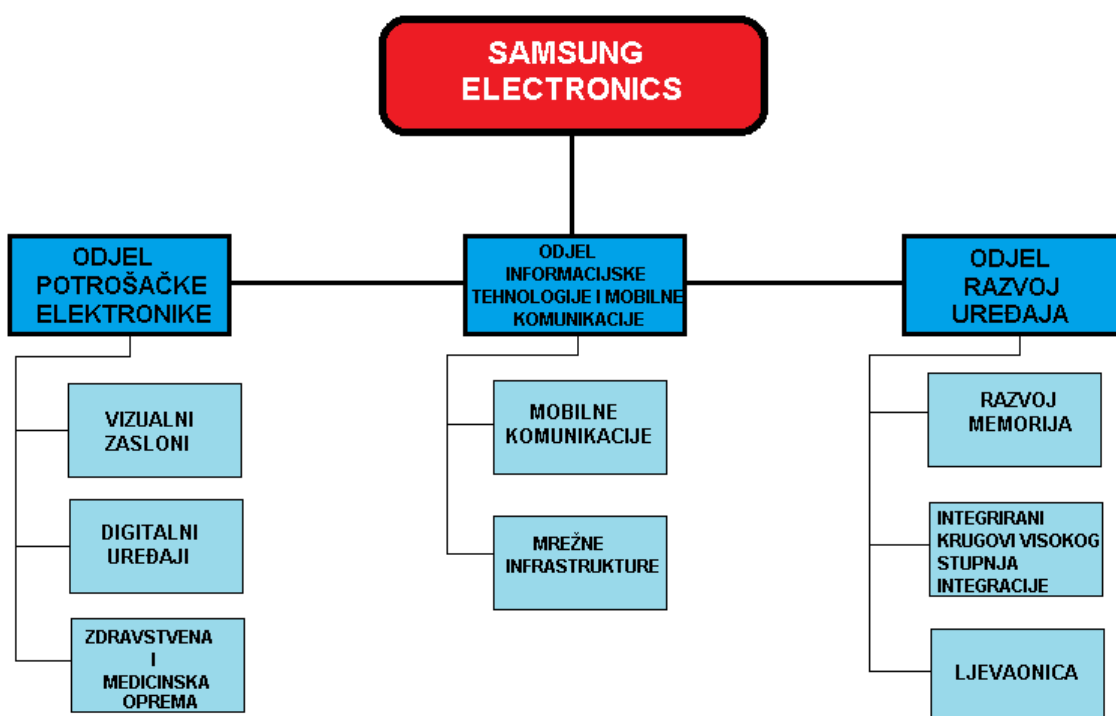 SAMSUNG
ELECTRONICS
ODJEL
POTROŠAČKE
ELEKTRONIKE
VIZUALNI
ZASLONI
DIGITALNI
UREĐAJI
ZDRAVSTVENA
I
MEDICINSKA
OPREMA
ODJEL
INFORMACIJSKE
TEHNOLOGIJE I MOBILNE
KOMUNIKACIJE
MOBILNE
KOMUNIKACIJE
MREŽNE
INFRASTRUKTURE
ODJEL
RAZVOJ
UREĐAJA
RAZVOJ
MEMORIJA
INTEGRIRANI
KRUGOVI VISOKOG
STUPNJA
INTEGRACIJE
LJEVAONICA